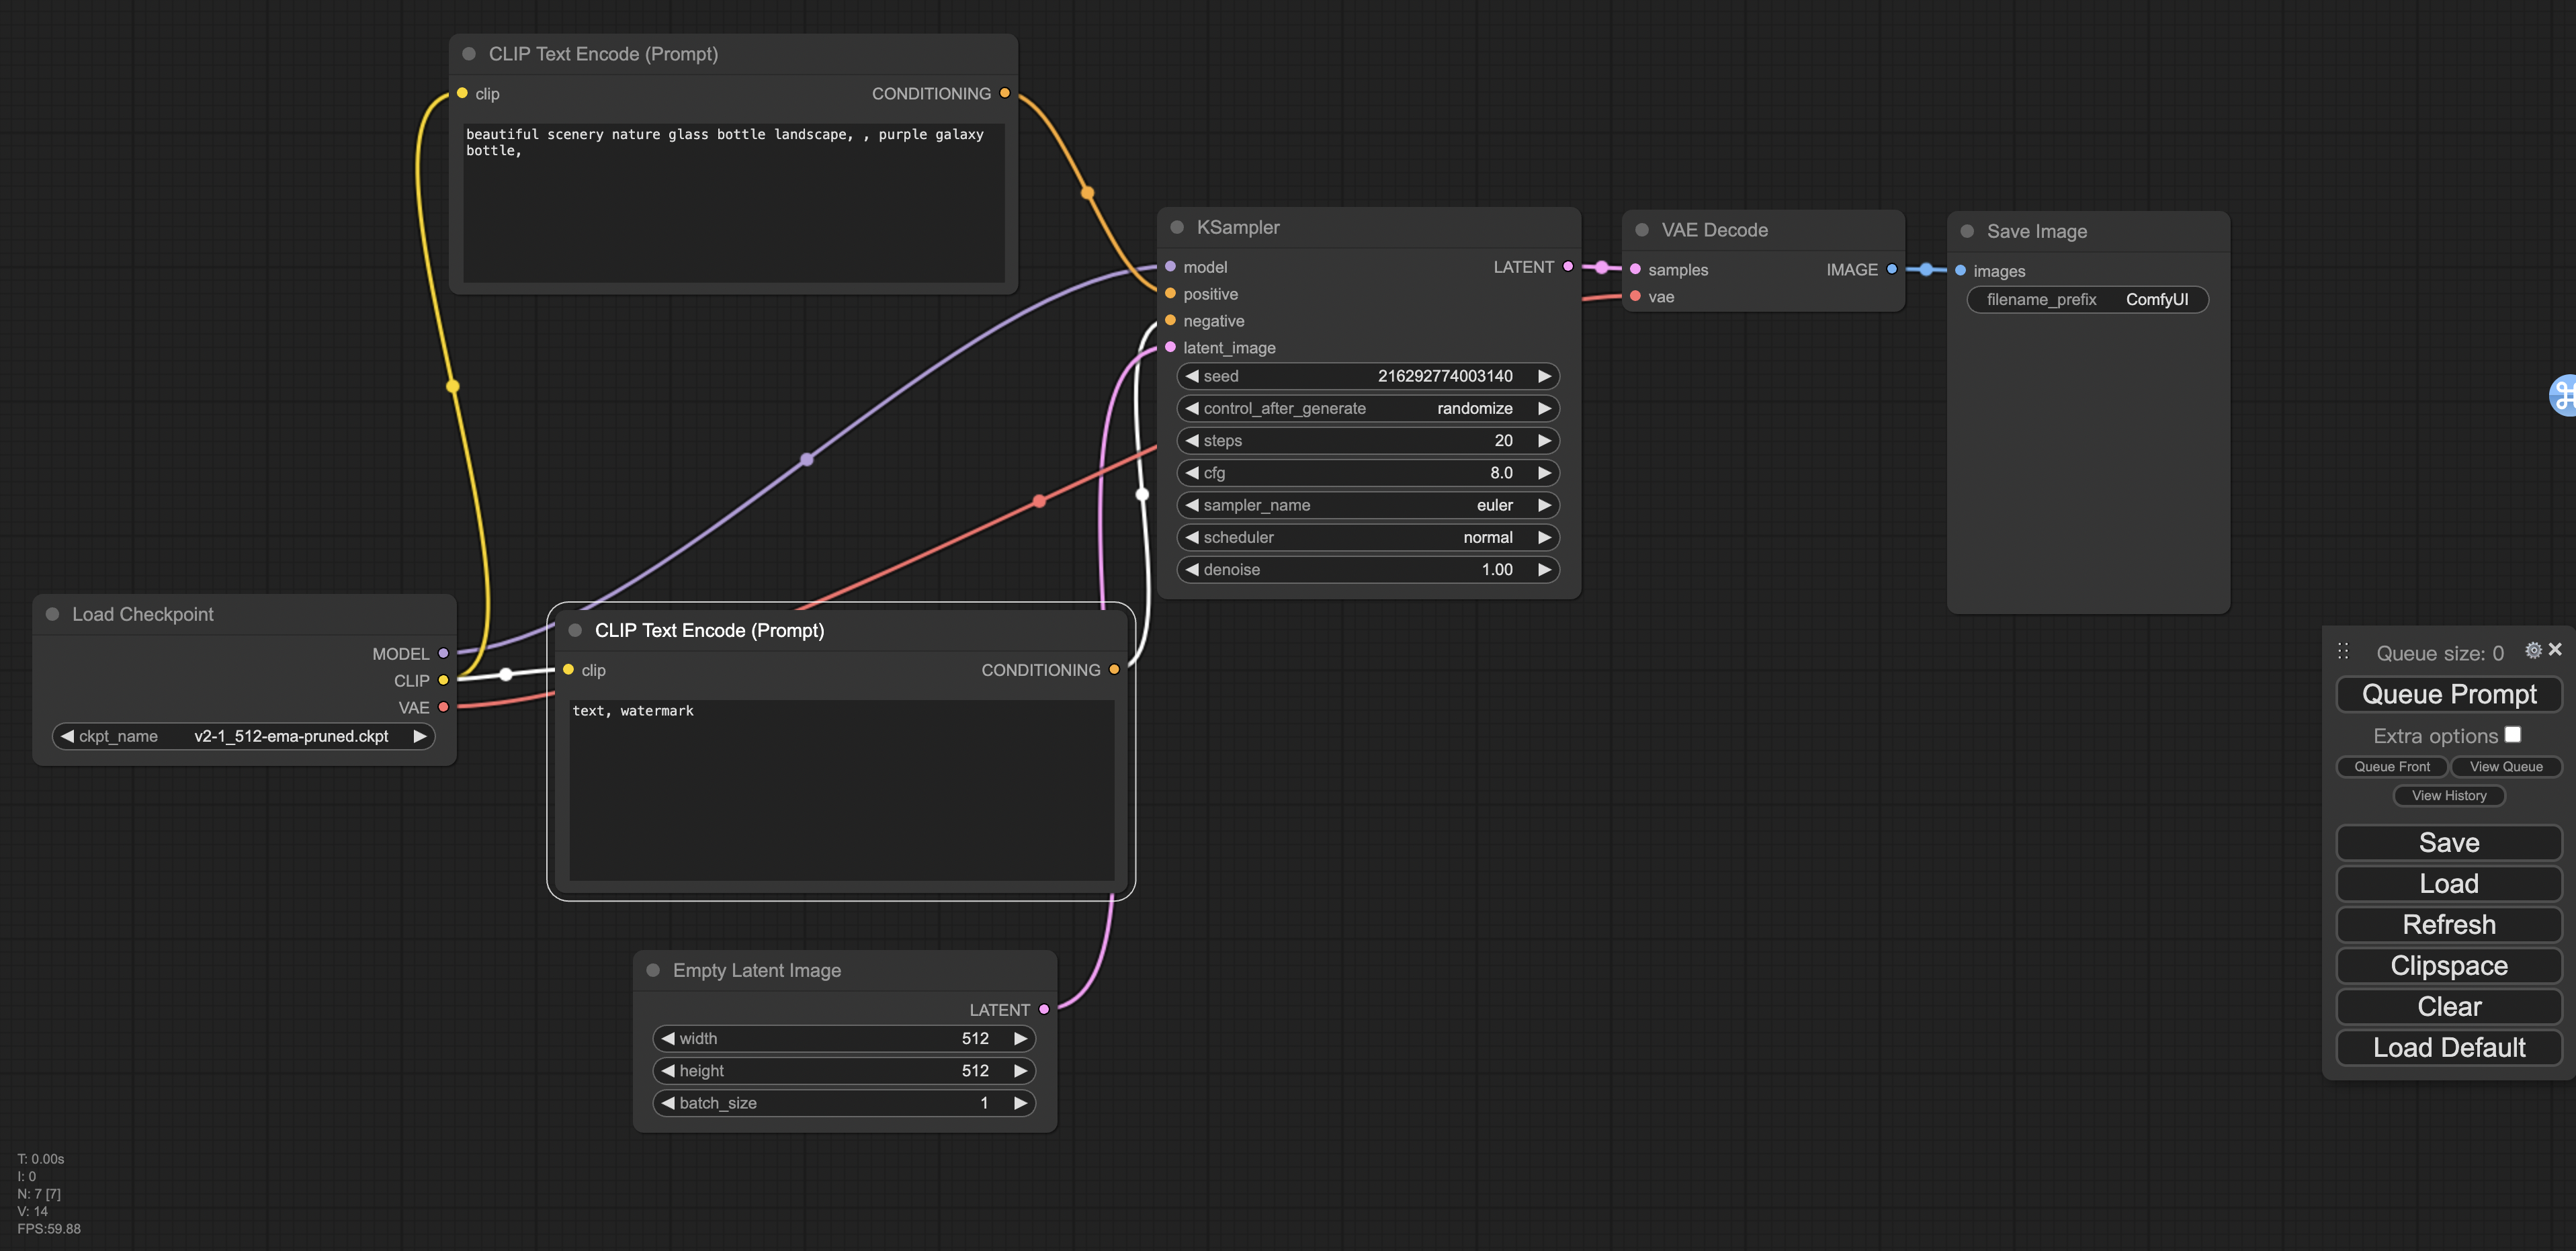 CLIP Text Encode (Prompt)
clip
CONDITIONING
beautiful scenery nature glass bottle landscape, , purple galaxy
bottle,
KSampler
model
LATENT
positive
negative
latent_image
seed 216292774003140
control_after_generate randomize
steps 20
cfg 8.0
sampler_name euler
scheduler normal
denoise 1.00
VAE Decode
samples
IMAGE
vae
Save Image
images
filename_prefix ComfyUI
Load Checkpoint
MODEL
CLIP
VAE
ckpt_name v2-1_512-ema-pruned.ckpt
CLIP Text Encode (Prompt)
clip
CONDITIONING
text, watermark
Empty Latent Image
LATENT
width 512
height 512
batch_size 1
Queue size: 0
Queue Prompt
Extra options
Queue Front
View Queue
View History
Save
Load
Refresh
Clipspace
Clear
Load Default
T: 0.00s
I: 0
N: 7 [7]
V: 14
FPS:59.88